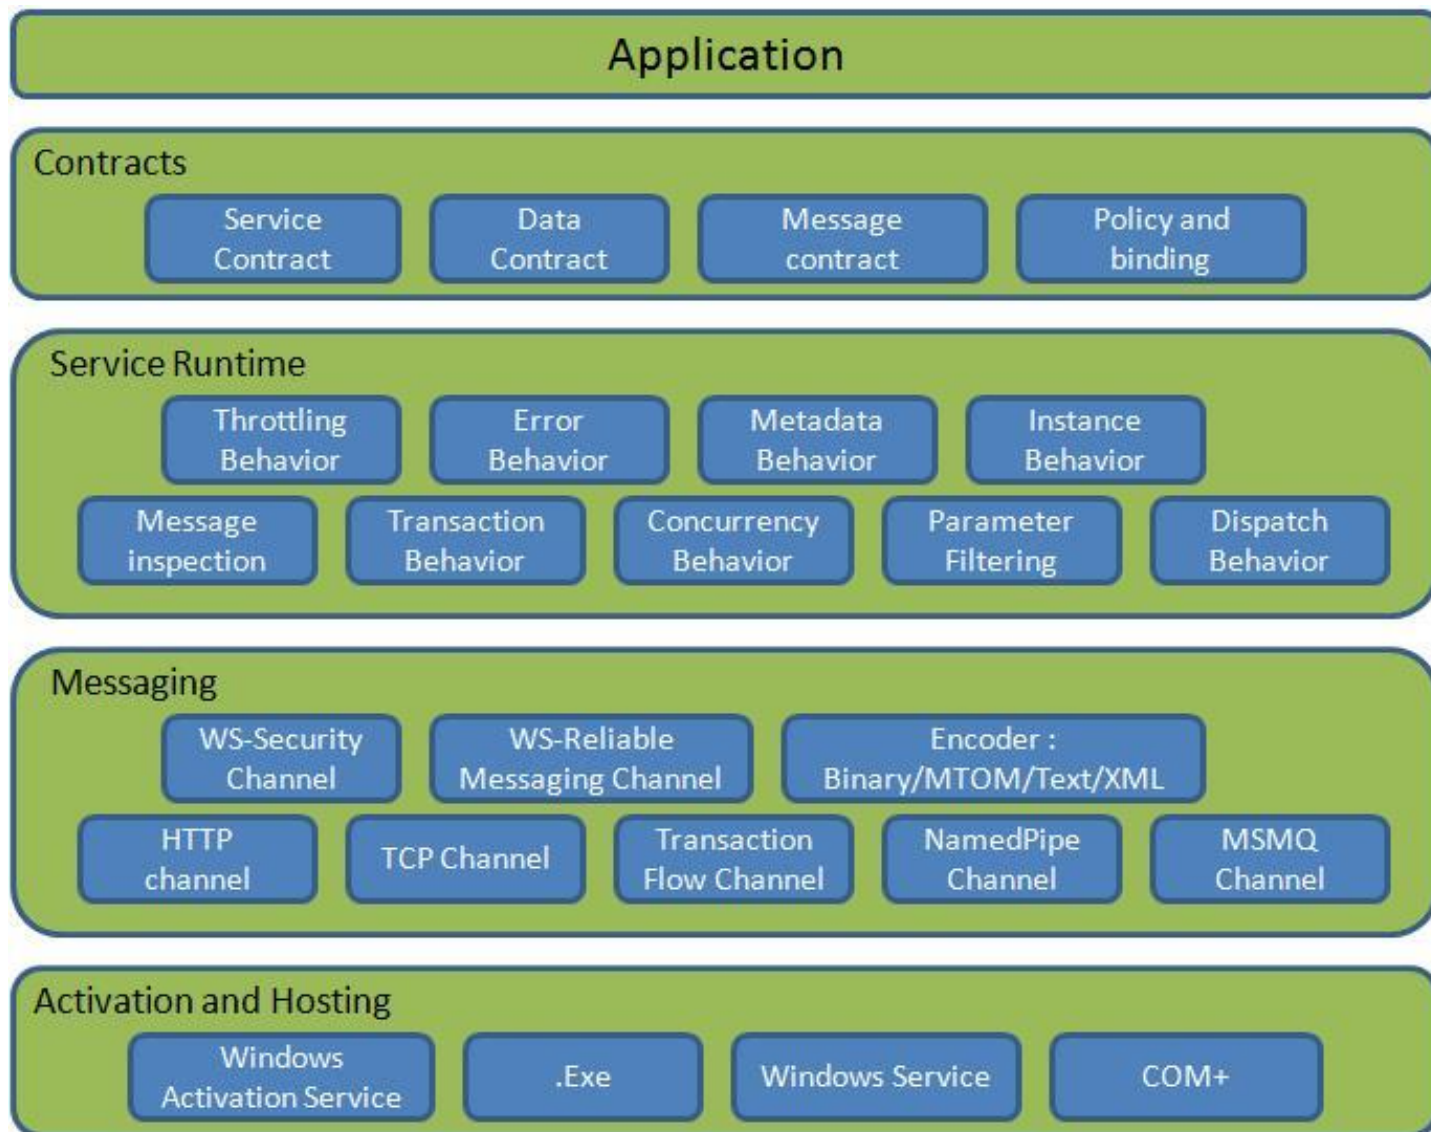 Application
Contracts
Service
Contract
Data
Contract
Message
contract
Policy and
binding
Service Runtime
Throttling
Behavior
Error
Behavior
Metadata
Behavior
Instance
Behavior
Message
inspection
Transaction
Behavior
Concurrency
Behavior
Parameter
Filtering
Dispatch
Behavior
Messaging
WS-Security
Channel
WS-Reliable
Messaging Channel
Encoder :
Binary/MTOM/Text/XML
HTTP
channel
TCP Channel
Transaction
Flow Channel
NamedPipe
Channel
MSMQ
Channel
Activation and Hosting
Windows
Activation Service
.Exe
Windows Service
COM+